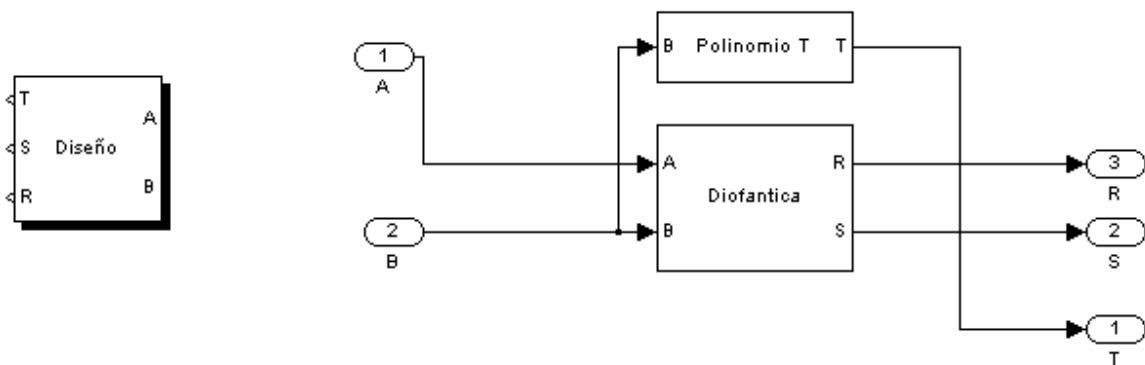 T
A
S
Diseño
B
R
1
A
B Polinomio T T
A R
Diofantica
B S
2
B
3
R
2
S
1
T